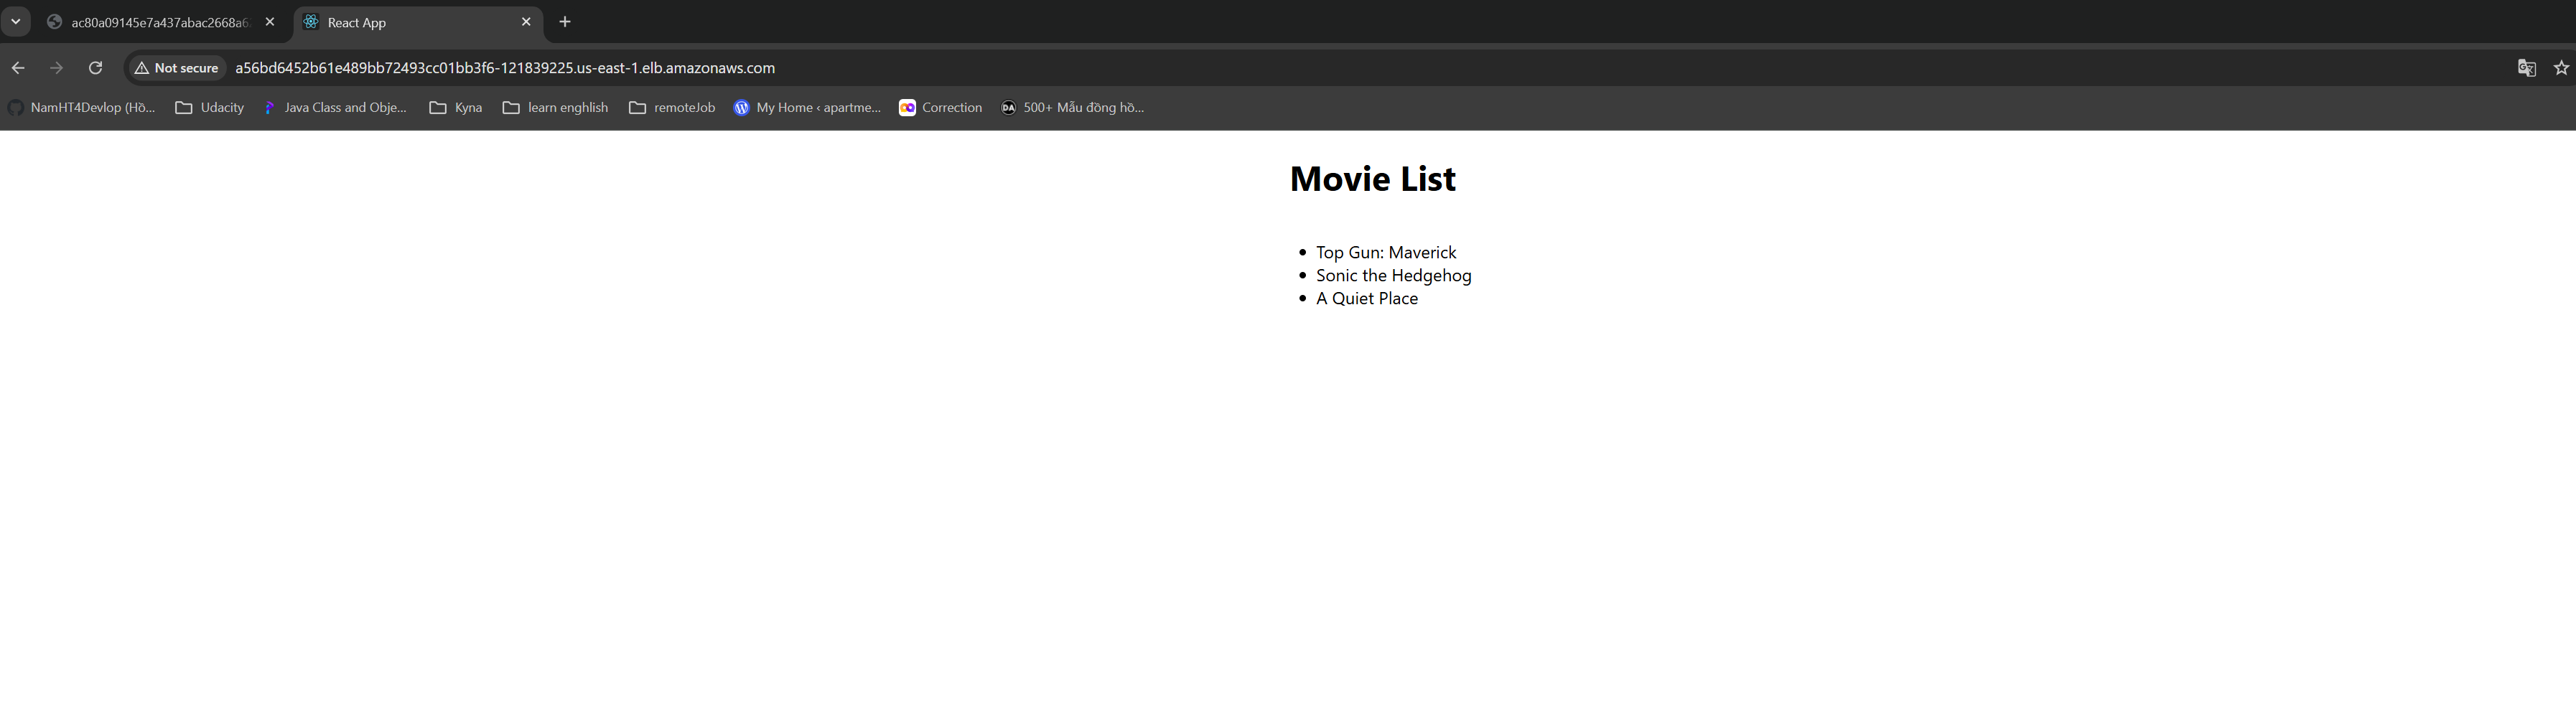 ac80a09145e7a437abac2668a6
React App
Not secure
a56bd6452b61e489bb72493cc01bb3f6-121839225.us-east-1.elb.amazonaws.com
NamHT4Devlop (Hồ...
Udacity
Java Class and Obje...
Kyna
learn enghlish
remoteJob
My Home ‹ apartme...
Correction
DA
500+ Mẫu đồng hồ...
Movie List
Top Gun: Maverick
Sonic the Hedgehog
A Quiet Place